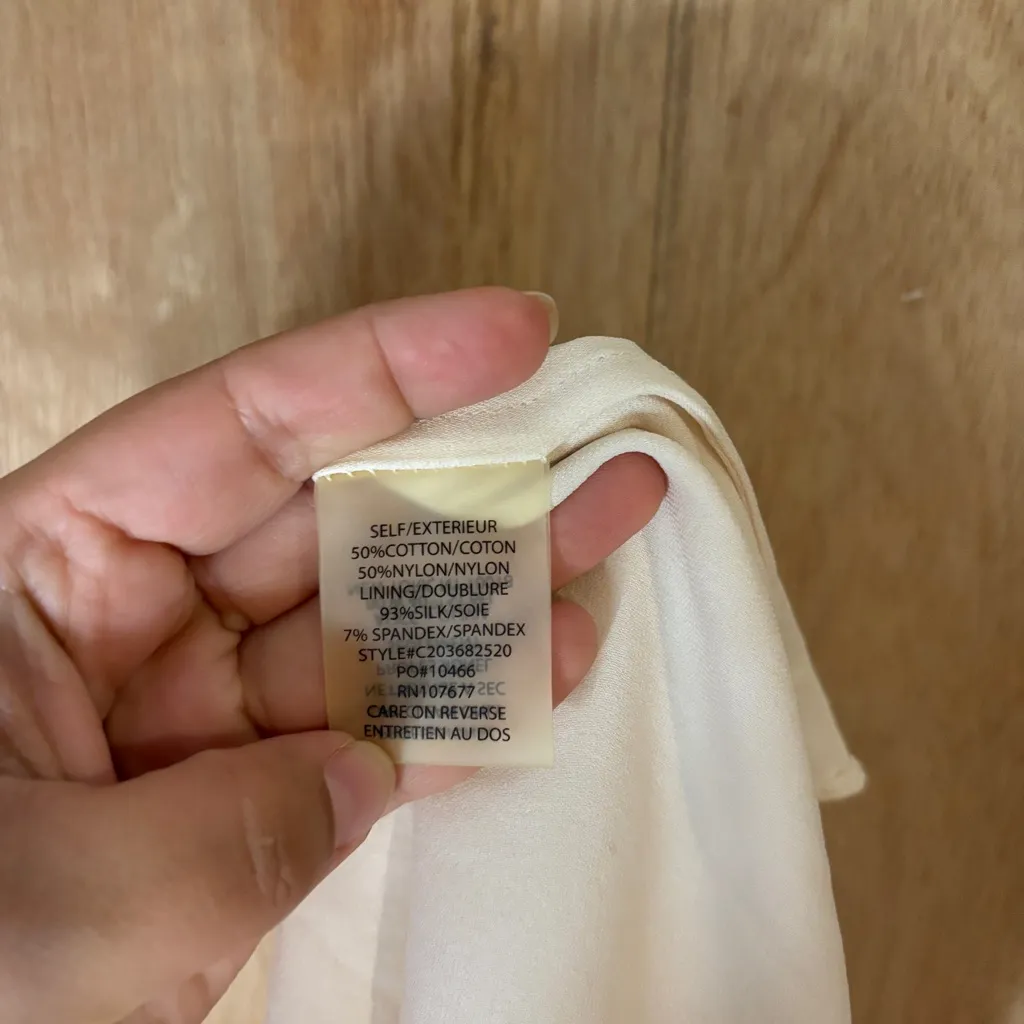 SELF/EXTERIEUR
50%COTTON/COTON
50%NYLON/NYLON
LINING/DOUBLURE
93%SILK/SOIE
7% SPANDEX/SPANDEX
STYLE#C203682520
PO#10466
RN107677
CARE ON REVERSE
ENTRETIEN AU DOS